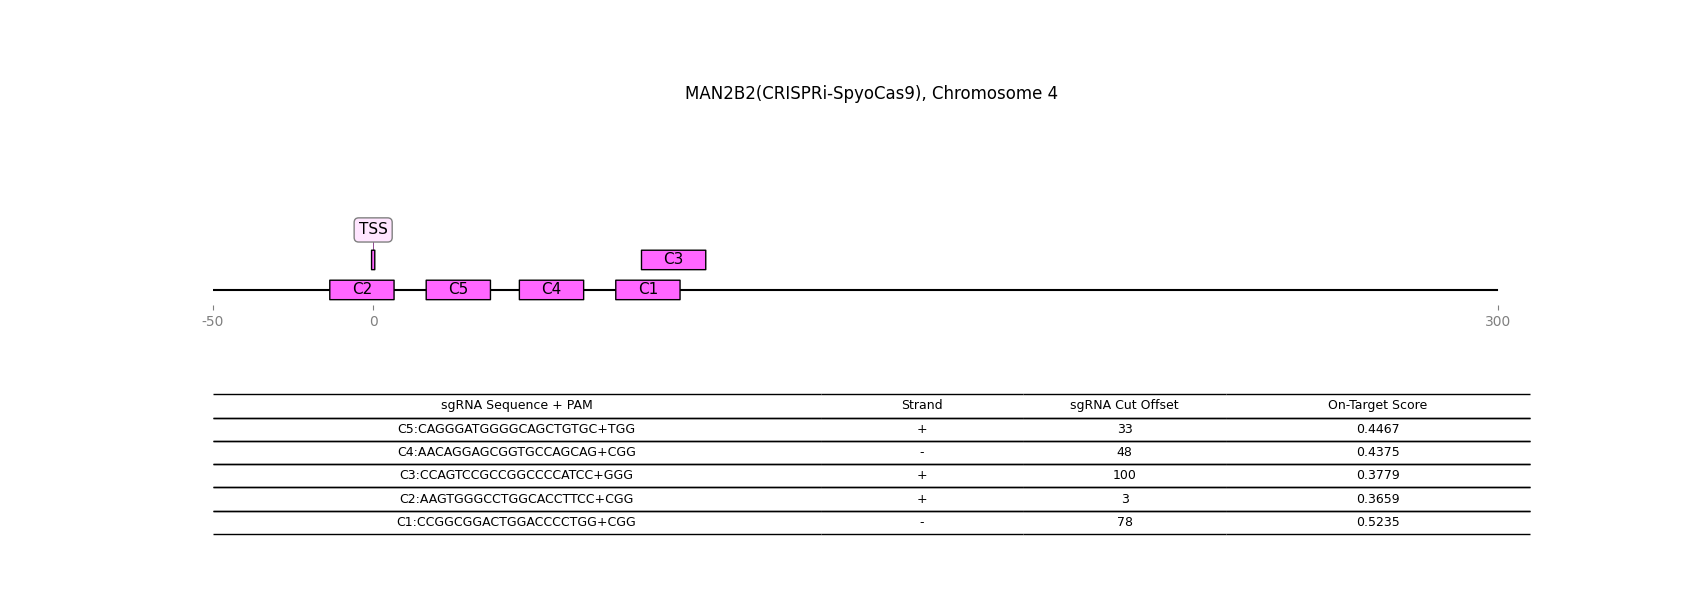 MAN2B2(CRISPRi-SpyoCas9), Chromosome 4
TSS
C3
C2 C5 C4 C1
-50 0 300
sgRNA Sequence + PAM Strand sgRNA Cut Offset On-Target Score
C5:CAGGGATGGGGCAGCTGTGC+TGG + 33 0.4467
C4:AACAGGAGCGGTGCCAGCAG+CGG - 48 0.4375
C3:CCAGTCCGCCGGCCCCATCC+GGG + 100 0.3779
C2:AAGTGGGCCTGGCACCTTCC+CGG + 3 0.3659
C1:CCGGCGGACTGGACCCCTGG+CGG - 78 0.5235